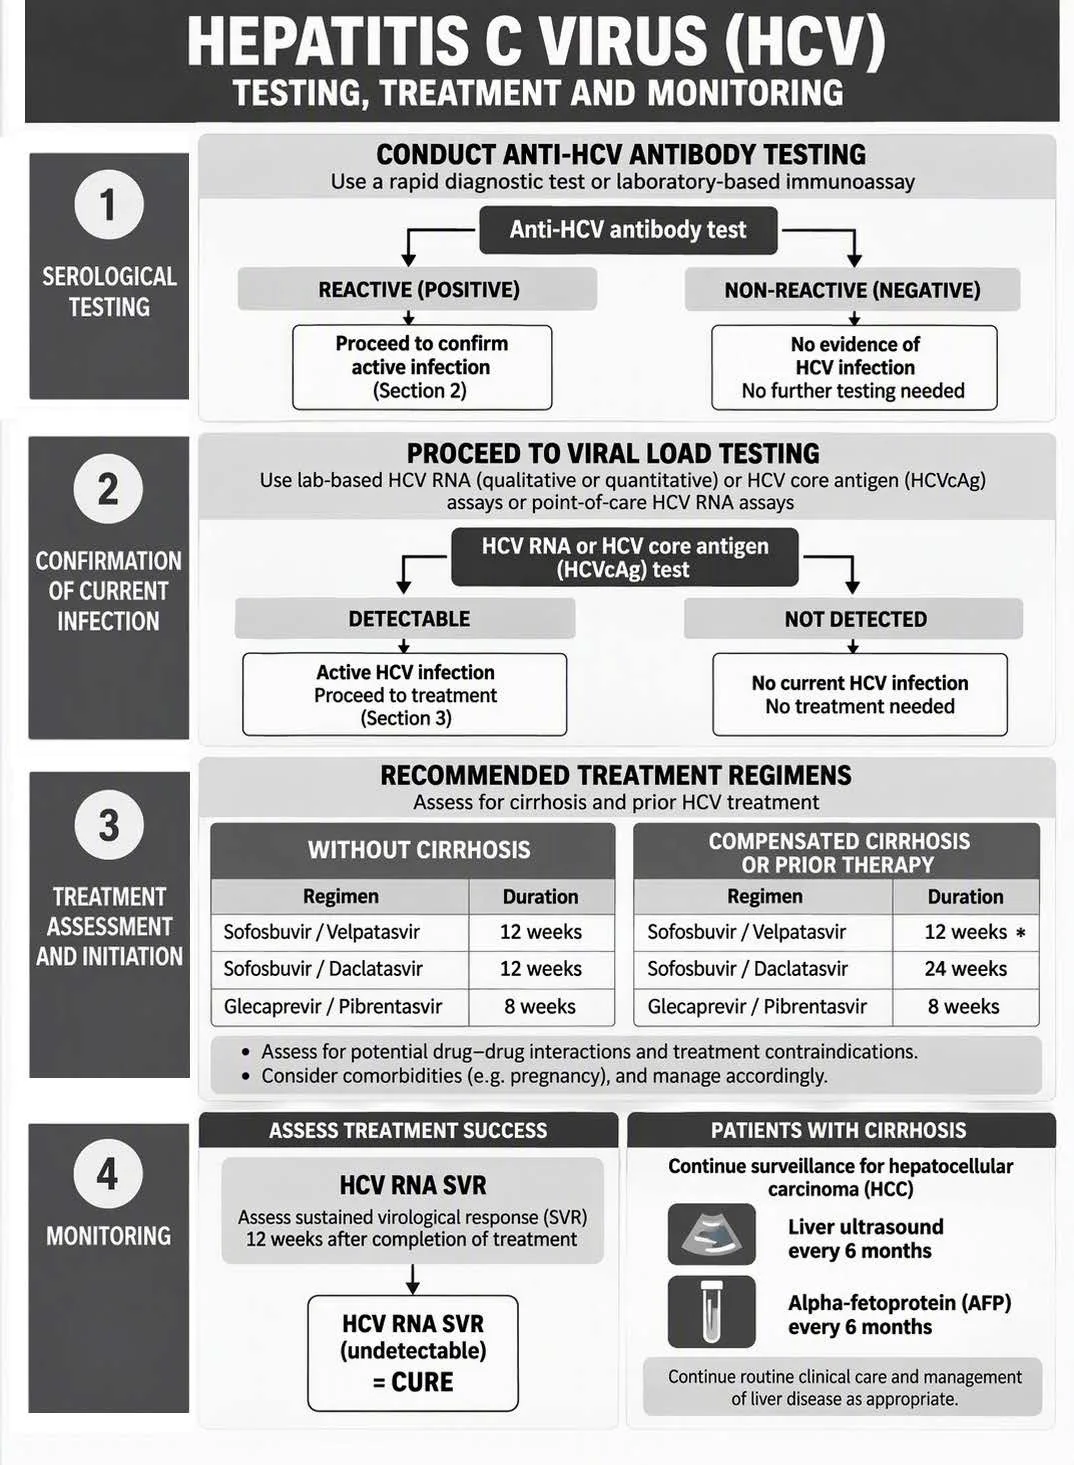 HEPATITIS C VIRUS (HCV)
TESTING, TREATMENT AND MONITORING
1
SEROLOGICAL
TESTING
CONDUCT ANTI-HCV ANTIBODY TESTING
Use a rapid diagnostic test or laboratory-based immunoassay
Anti-HCV antibody test
REACTIVE (POSITIVE)
Proceed to confirm
active infection
(Section 2)
NON-REACTIVE (NEGATIVE)
No evidence of
HCV infection
No further testing needed
2
CONFIRMATION
OF CURRENT
INFECTION
PROCEED TO VIRAL LOAD TESTING
Use lab-based HCV RNA (qualitative or quantitative) or HCV core antigen (HCVcAg)
assays or point-of-care HCV RNA assays
HCV RNA or HCV core antigen
(HCVcAg) test
DETECTABLE
Active HCV infection
Proceed to treatment
(Section 3)
NOT DETECTED
No current HCV infection
No treatment needed
3
TREATMENT
ASSESSMENT
AND INITIATION
RECOMMENDED TREATMENT REGIMENS
Assess for cirrhosis and prior HCV treatment
WITHOUT CIRRHOSIS
Regimen Duration
Sofosbuvir / Velpatasvir 12 weeks
Sofosbuvir / Daclatasvir 12 weeks
Glecaprevir / Pibrentasvir 8 weeks
COMPENSATED CIRRHOSIS
OR PRIOR THERAPY
Regimen Duration
Sofosbuvir / Velpatasvir 12 weeks *
Sofosbuvir / Daclatasvir 24 weeks
Glecaprevir / Pibrentasvir 8 weeks
• Assess for potential drug–drug interactions and treatment contraindications.
• Consider comorbidities (e.g. pregnancy), and manage accordingly.
4
MONITORING
ASSESS TREATMENT SUCCESS
HCV RNA SVR
Assess sustained virological response (SVR)
12 weeks after completion of treatment
HCV RNA SVR
(undetectable)
= CURE
PATIENTS WITH CIRRHOSIS
Continue surveillance for hepatocellular
carcinoma (HCC)
Liver ultrasound
every 6 months
Alpha-fetoprotein (AFP)
every 6 months
Continue routine clinical care and management
of liver disease as appropriate.